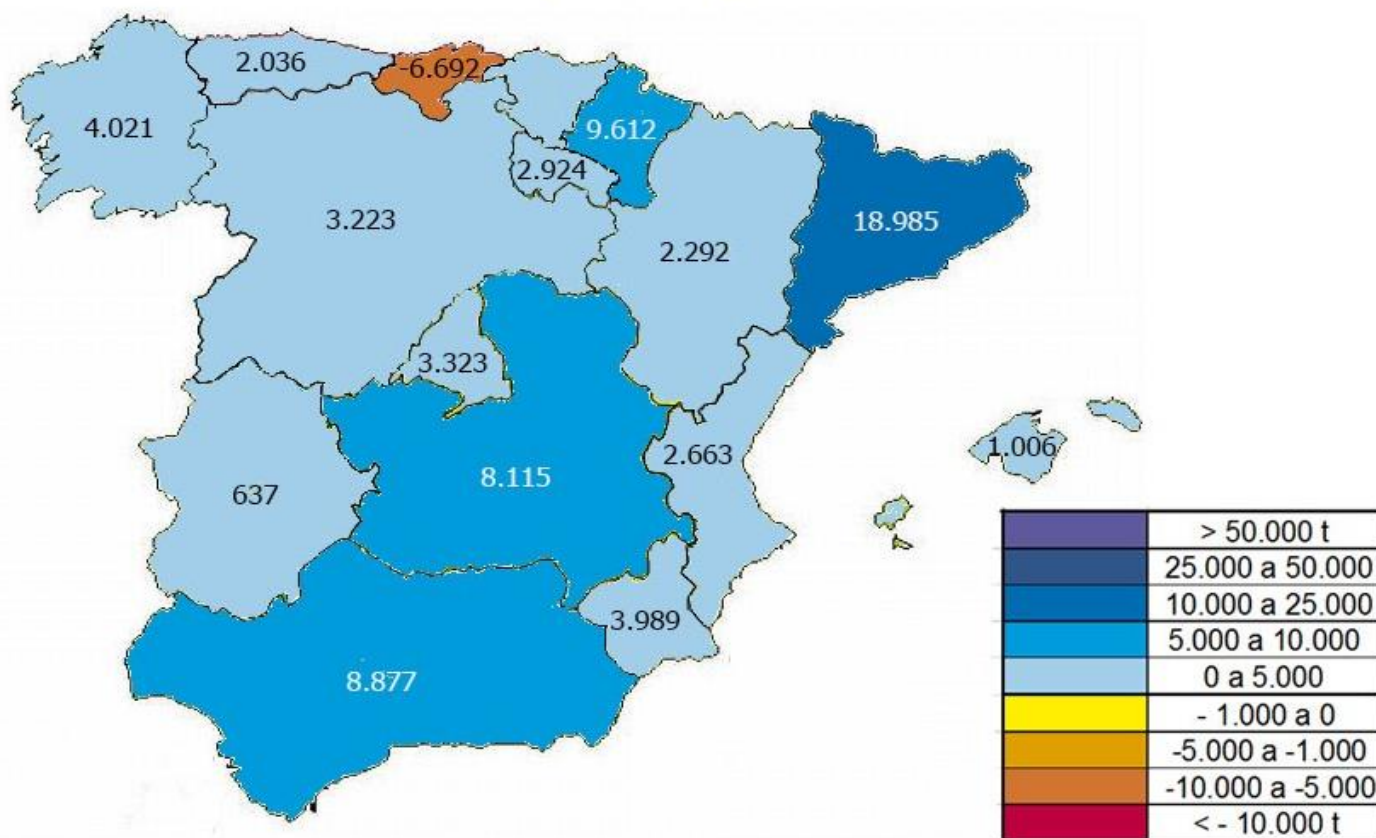 2.036
-6.692
4.021
9.612
2.924
3.223
18.985
2.292
3.323
1.006
2.663
8.115
637
3.989
8.877
> 50.000 t
25.000 a 50.000
10.000 a 25.000
5.000 a 10.000
0 a 5.000
- 1.000 a 0
-5.000 a -1.000
-10.000 a -5.000
< - 10.000 t